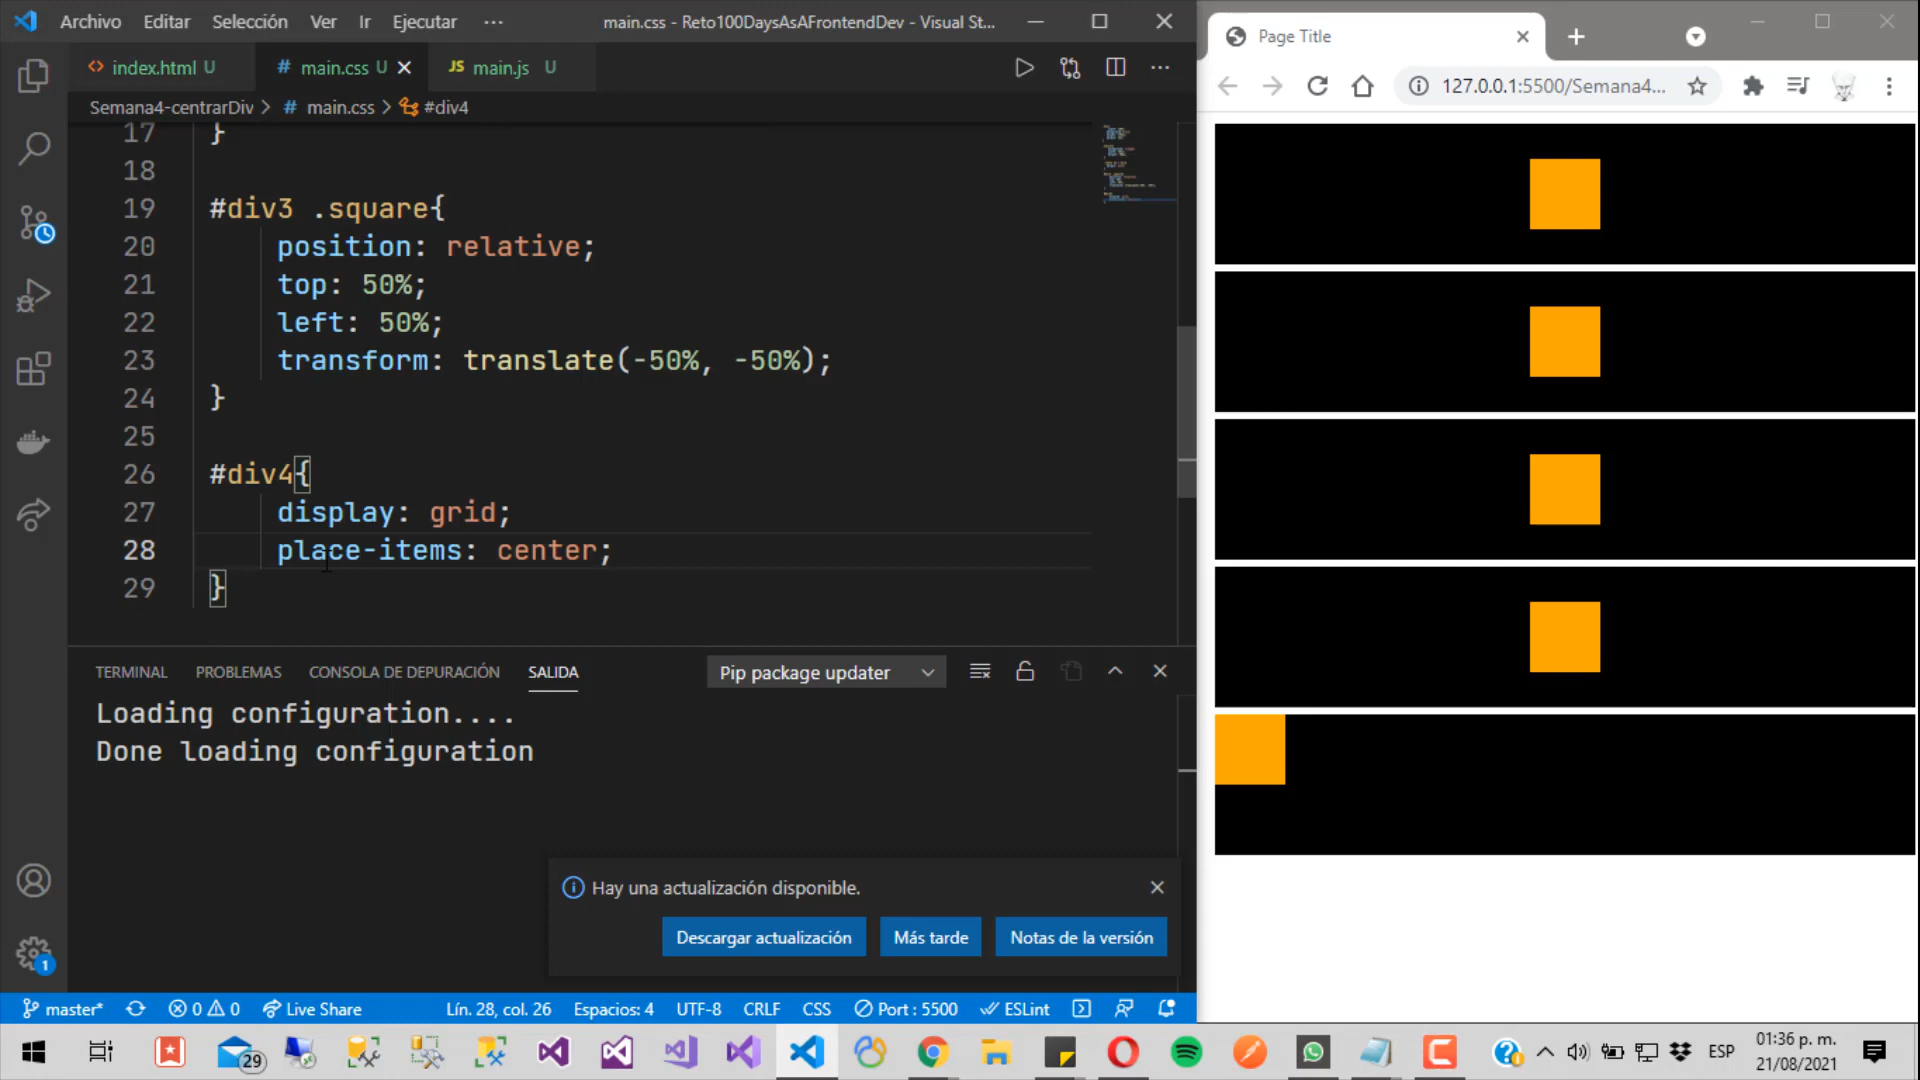 Archivo Editar Selección Ver Ir Ejecutar ··· main.css - Reto100DaysAsAFrontendDev - Visual St...
index.html U # main.css U JS main.js U
Semana4-centrarDiv > # main.css > #div4
17 }
18
19 #div3 .square{
20 position: relative;
21 top: 50%;
22 left: 50%;
23 transform: translate(-50%, -50%);
24 }
25
26 #div4{
27 display: grid;
28 place-items: center;
29 }
TERMINAL PROBLEMAS CONSOLA DE DEPURACIÓN SALIDA Pip package updater
Loading configuration....
Done loading configuration
Hay una actualización disponible.
Descargar actualización Más tarde Notas de la versión
1
master* 0 0 Live Share Lín. 28, col. 26 Espacios: 4 UTF-8 CRLF CSS Port : 5500 ESLint
Page Title
127.0.0.1:5500/Semana4...
29 ESP 01:36 p. m.
21/08/2021